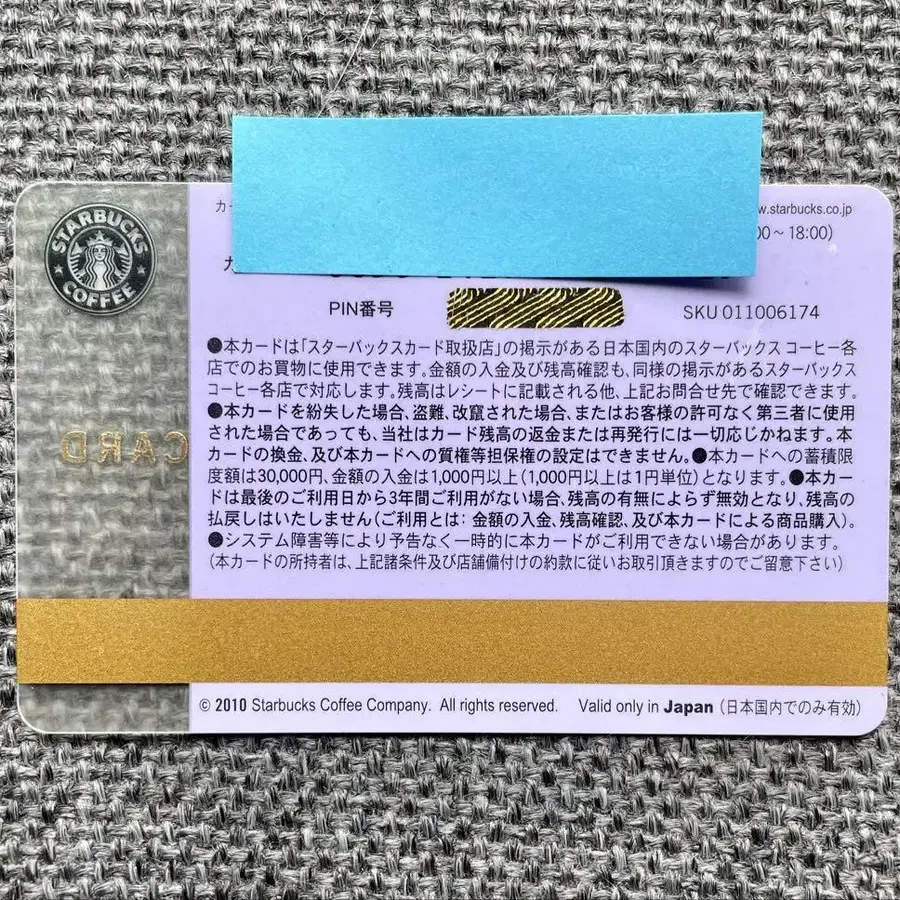 STARBUCKS
COFFEE
CARD
www.starbucks.co.jp
00～18:00)
PIN番号
SKU 011006174
●本カードは「スターバックスカード取扱店」の掲示がある日本国内のスターバックス コーヒー各
店でのお買物に使用できます。金額の入金及び残高確認も、同様の掲示があるスターバックス
コーヒー各店で対応します。残高はレシートに記載される他、上記お問合せ先で確認できます。
●本カードを紛失した場合、盗難、改竄された場合、またはお客様の許可なく第三者に使用
された場合であっても、当社はカード残高の返金または再発行には一切応じかねます。本
カードの換金、及び本カードへの質権等担保権の設定はできません。●本カードへの蓄積限
度額は30,000円、金額の入金は1,000円以上(1,000円以上は1円単位)となります。●本カー
ドは最後のご利用日から3年間ご利用がない場合、残高の有無によらず無効となり、残高の
払戻しはいたしません(ご利用とは: 金額の入金、残高確認、及び本カードによる商品購入)。
●システム障害等により予告なく一時的に本カードがご利用できない場合があります。
(本カードの所持者は、上記諸条件及び店舗備付けの約款に従いお取引頂きますのでご留意下さい)
© 2010 Starbucks Coffee Company. All rights reserved. Valid only in Japan (日本国内でのみ有効)